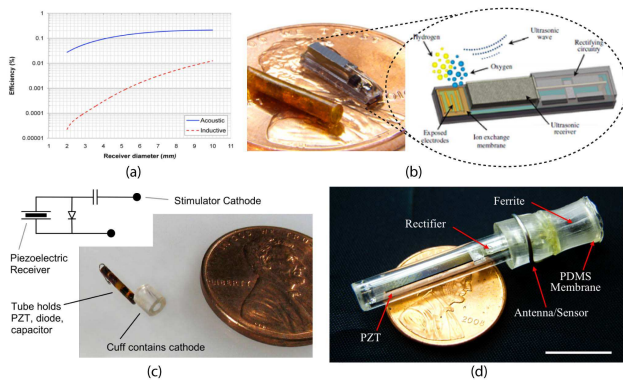 1
0.1
0.01
0.001
0.0001
0.00001
Efficiency (%)
0 1 2 3 4 5 6 7 8 9 10 11
Receiver diameter (mm)
Acoustic
Inductive
(a)
Hydrogen
Ultrasonic
wave
Oxygen
Rectifying
circuitry
Exposed
electrodes
Ion exchange
membrane
Ultrasonic
receiver
(b)
Stimulator Cathode
Piezoelectric
Receiver
Tube holds
PZT, diode,
capacitor
Cuff contains cathode
LIBERTY
(c)
Ferrite
Rectifier
PDMS
Membrane
Antenna/Sensor
PZT
(d)